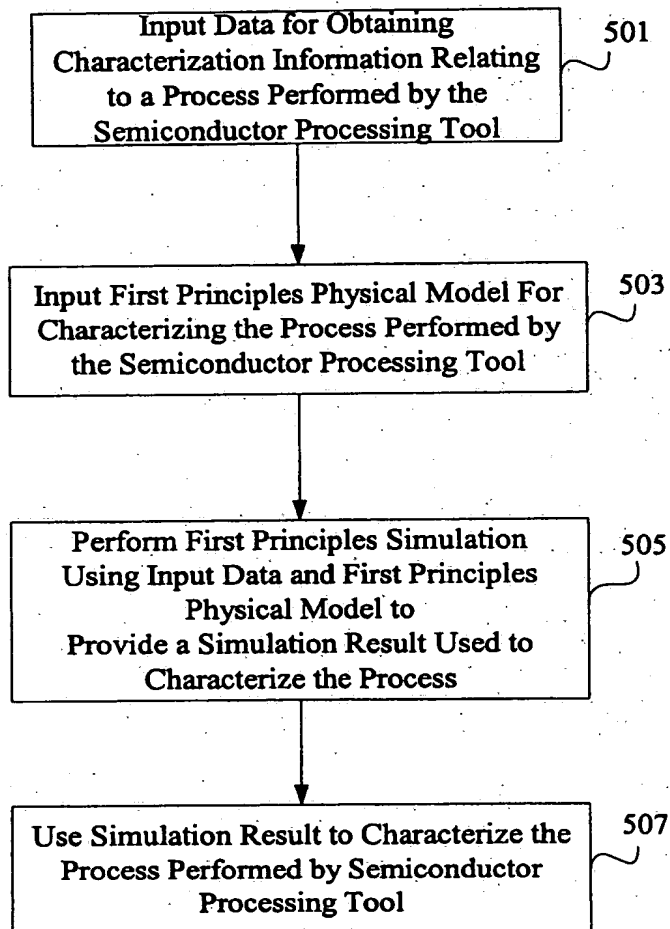 Input Data for Obtaining
Characterization Information Relating
to a Process Performed by the
Semiconductor Processing Tool
501
Input First Principles Physical Model For
Characterizing the Process Performed by
the Semiconductor Processing Tool
503
Perform First Principles Simulation
Using Input Data and First Principles
Physical Model to
Provide a Simulation Result Used to
Characterize the Process
505
Use Simulation Result to Characterize the
Process Performed by Semiconductor
Processing Tool
507